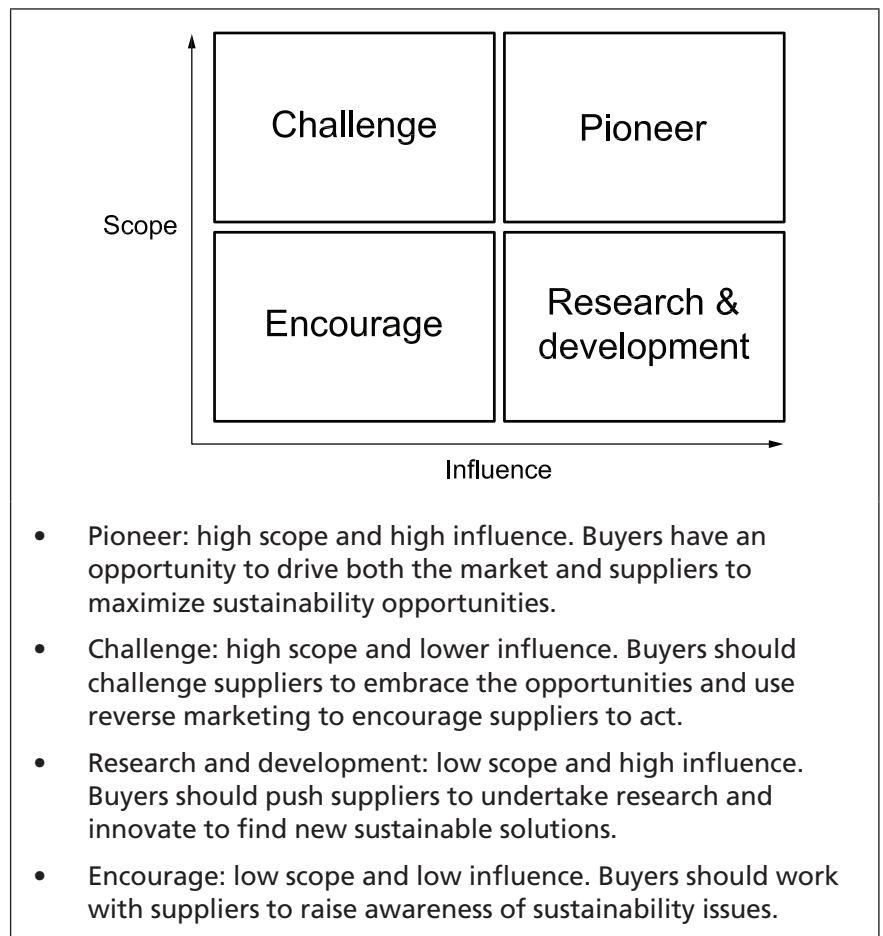 Challenge
Pioneer
Scope
Encourage
Research &
development
Influence
• Pioneer: high scope and high influence. Buyers have an
opportunity to drive both the market and suppliers to
maximize sustainability opportunities.
• Challenge: high scope and lower influence. Buyers should
challenge suppliers to embrace the opportunities and use
reverse marketing to encourage suppliers to act.
• Research and development: low scope and high influence.
Buyers should push suppliers to undertake research and
innovate to find new sustainable solutions.
• Encourage: low scope and low influence. Buyers should work
with suppliers to raise awareness of sustainability issues.